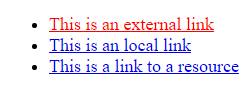 This is an external link
This is an local link
This is a link to a resource